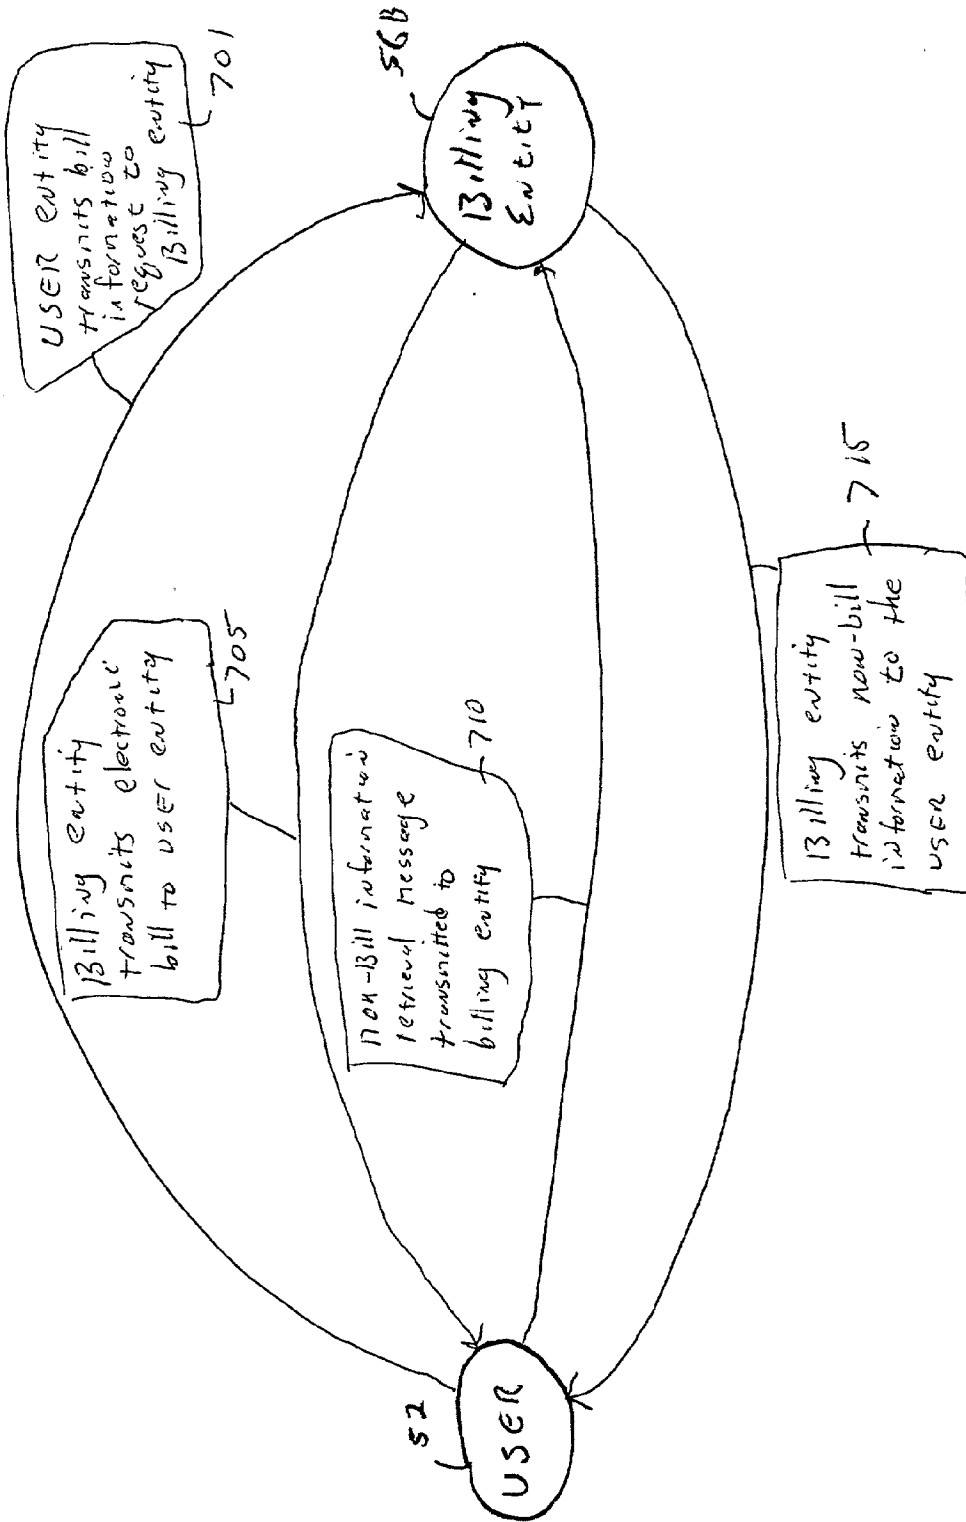 USER entity
transmits bill
information
request to
Billing entity
701
56B
Billing
Entity
Billing entity
transmits electronic
bill to user entity
705
non-Bill information
retrieval message
transmitted to
billing entity
710
52
USER
Billing entity
transmits non-bill
information to the
USER entity
715